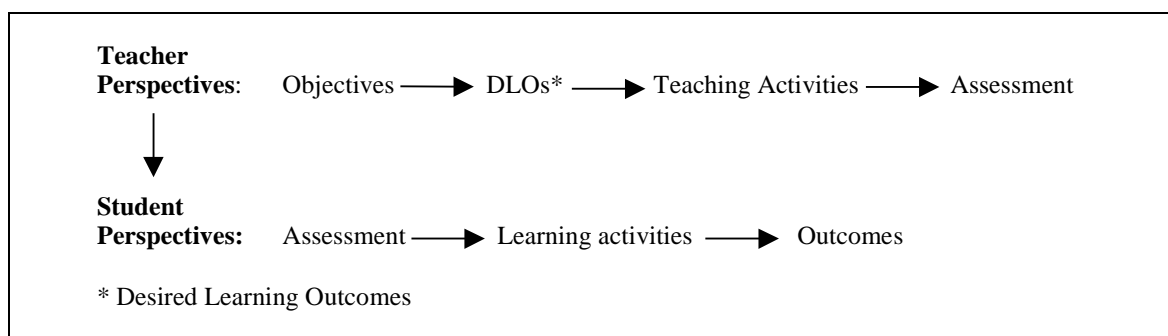 Teacher
Perspectives: Objectives DLOs* Teaching Activities Assessment
Student
Perspectives: Assessment Learning activities Outcomes
* Desired Learning Outcomes